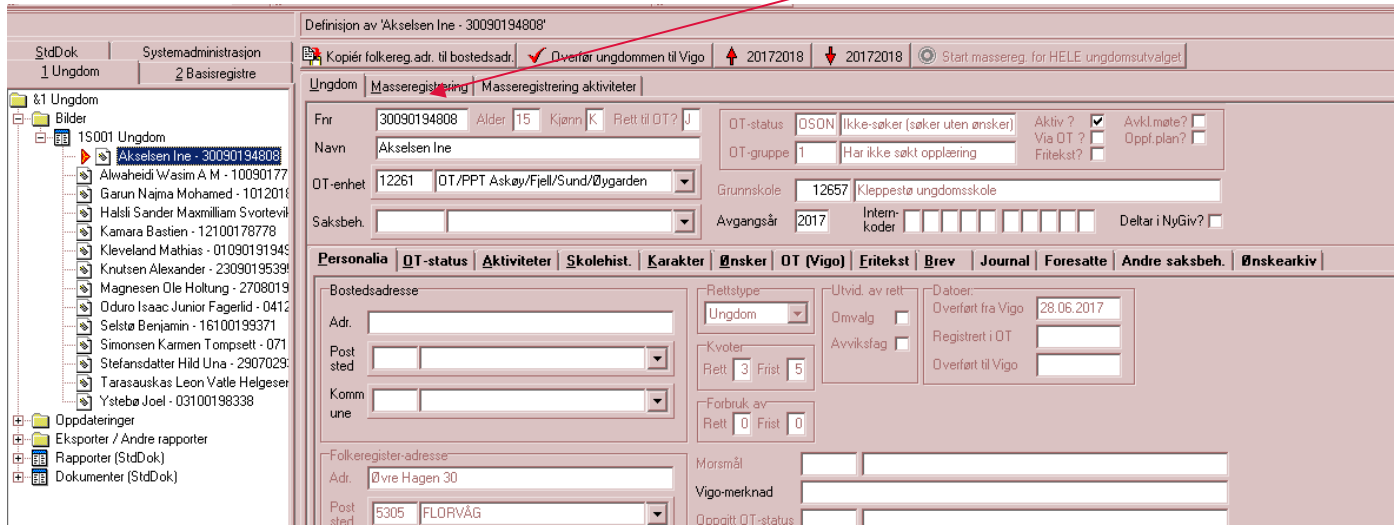 Definisjon av 'Akselsen Ine - 30090194808'
StdDok Systemadministrasjon
1 Ungdom 2 Basisregistre
Kopiér folkereg.adr. til bostedsadr. Overfør ungdommen til Vigo 20172018 20172018 Start massereg. for HELE ungdomsutvalget
Ungdom Masseregistrering Masseregistrering aktiviteter
&1 Ungdom
Bilder
1S001 Ungdom
Akselsen Ine - 30090194808
Alwaheidi Wasim A M - 10090177
Garun Najma Mohamed - 1012018
Halsli Sander Maxmilliam Svortevik
Kamara Bastien - 12100178778
Kleveland Mathias - 01090191949
Knutsen Alexander - 2309019539
Magnesen Ole Holtung - 2708019
Oduro Isaac Junior Fagerlid - 0412
Selstø Benjamin - 16100199371
Simonsen Karmen Tompsett - 071
Stefansdatter Hild Una - 2907029
Tarasauskas Leon Vatle Helgeser
Ystebø Joel - 03100198338
Oppdateringer
Eksporter / Andre rapporter
Rapporter (StdDok)
Dokumenter (StdDok)
Fnr 30090194808 Alder 15 Kjønn K Rett til OT? J
Navn Akselsen Ine
OT-enhet 12261 OT/PPT Askøy/Fjell/Sund/Øygarden
Saksbeh.
OT-status OSON Ikke-søker (søker uten ønsker) Aktiv ? Avkl.møte?
Via OT ? Oppf.plan?
OT-gruppe 1 Har ikke søkt opplæring Fritekst?
Grunnskole 12657 Kleppestø ungdomsskole
Avgangsår 2017 Intern-koder Deltar i NyGiv?
Personalia OT-status Aktiviteter Skolehist. Karakter Ønsker OT (Vigo) Fritekst Brev Journal Foresatte Andre saksbeh. Ønskearkiv
Bostedsadresse
Adr.
Post
sted
Komm
une
Folkeregister-adresse
Adr. Øvre Hagen 30
Post
sted 5305 FLORVÅG
Rettstype
Ungdom
Kvoter
Rett 3 Frist 5
Forbruk av
Rett 0 Frist 0
Utvid. av rett
Omvalg
Avviksfag
Datoer:
Overført fra Vigo 28.06.2017
Registrert i OT
Overført til Vigo
Morsmål
Vigo-merknad
Oppgitt OT-status